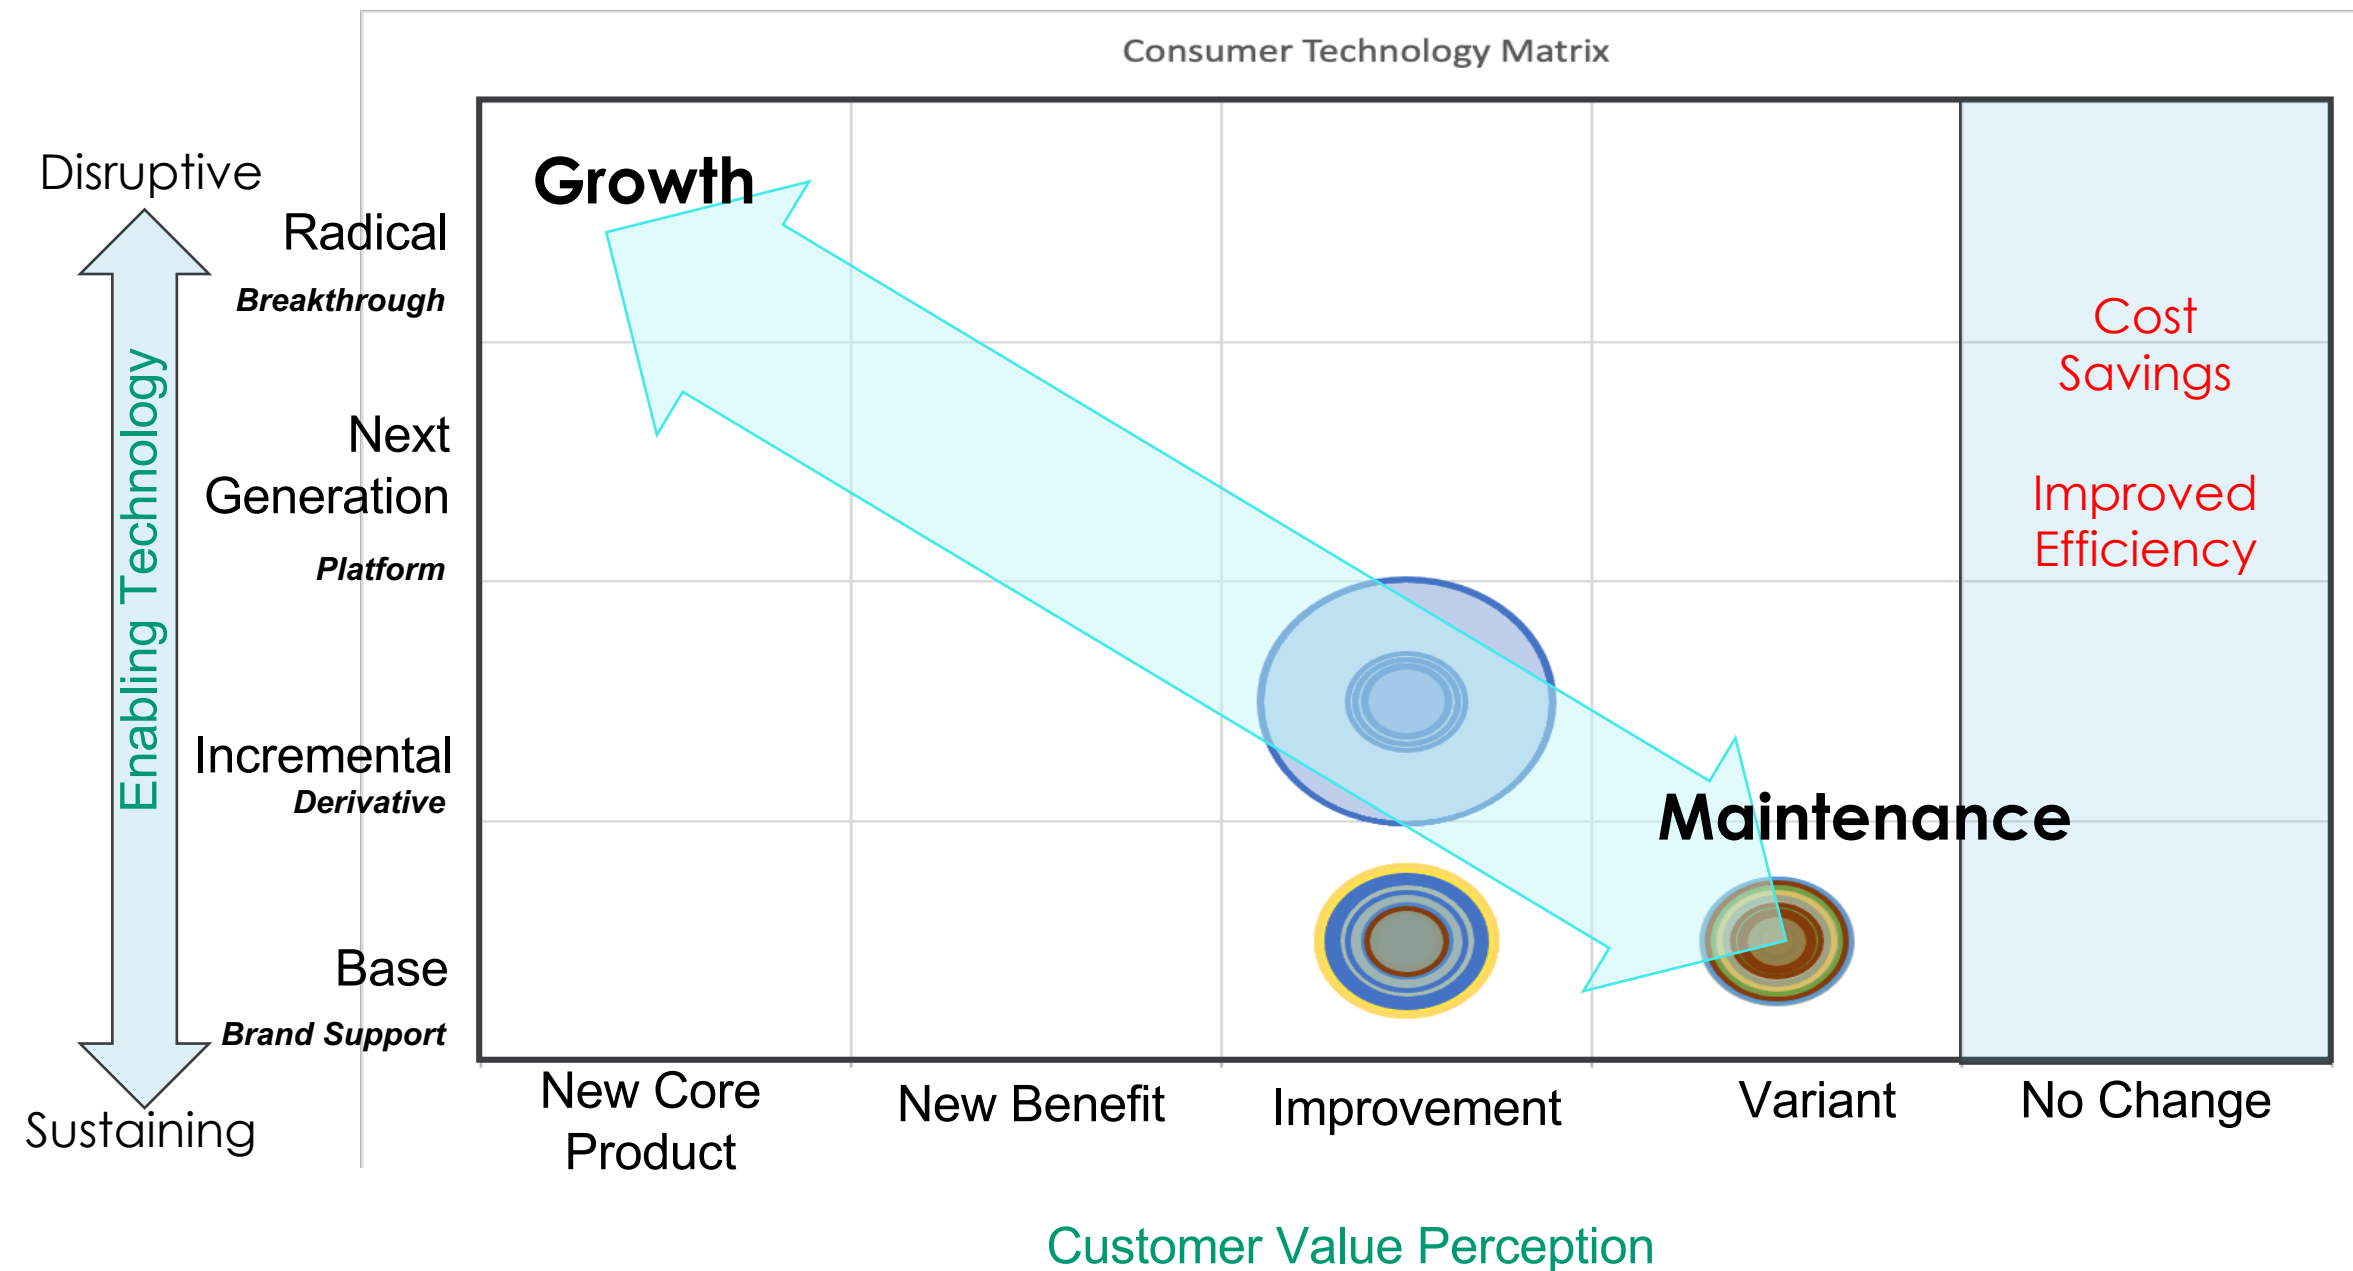 Consumer Technology Matrix
Disruptive
Enabling Technology
Sustaining
Radical
Breakthrough
Next
Generation
Platform
Incremental
Derivative
Base
Brand Support
Growth
Maintenance
Cost
Savings
Improved
Efficiency
New Core
Product
New Benefit
Improvement
Variant
No Change
Customer Value Perception